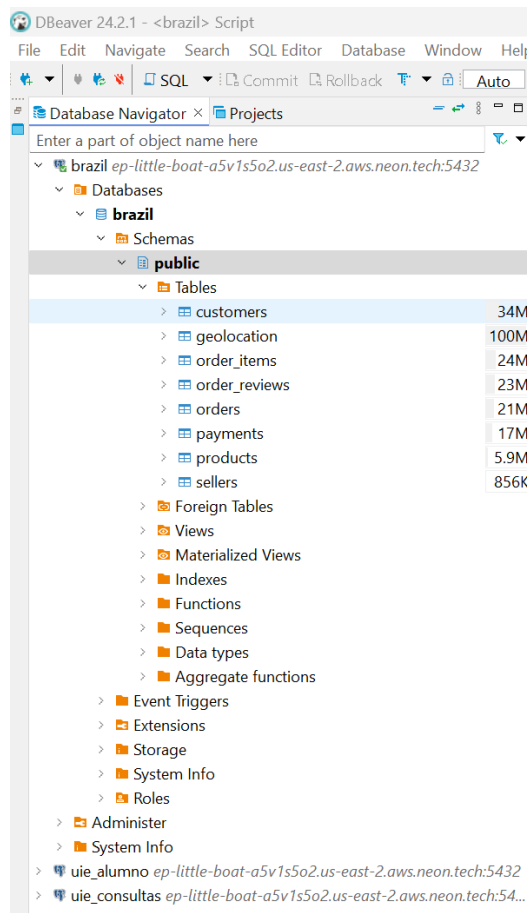 DBeaver 24.2.1 - <brazil> Script
File Edit Navigate Search SQL Editor Database Window Help
SQL Commit Rollback Auto
Database Navigator × Projects
Enter a part of object name here
brazil ep-little-boat-a5v1s5o2.us-east-2.aws.neon.tech:5432
Databases
brazil
Schemas
public
Tables
customers 34M
geolocation 100M
order_items 24M
order_reviews 23M
orders 21M
payments 17M
products 5.9M
sellers 856K
Foreign Tables
Views
Materialized Views
Indexes
Functions
Sequences
Data types
Aggregate functions
Event Triggers
Extensions
Storage
System Info
Roles
Administer
System Info
uie_alumno ep-little-boat-a5v1s5o2.us-east-2.aws.neon.tech:5432
uie_consultas ep-little-boat-a5v1s5o2.us-east-2.aws.neon.tech:54...